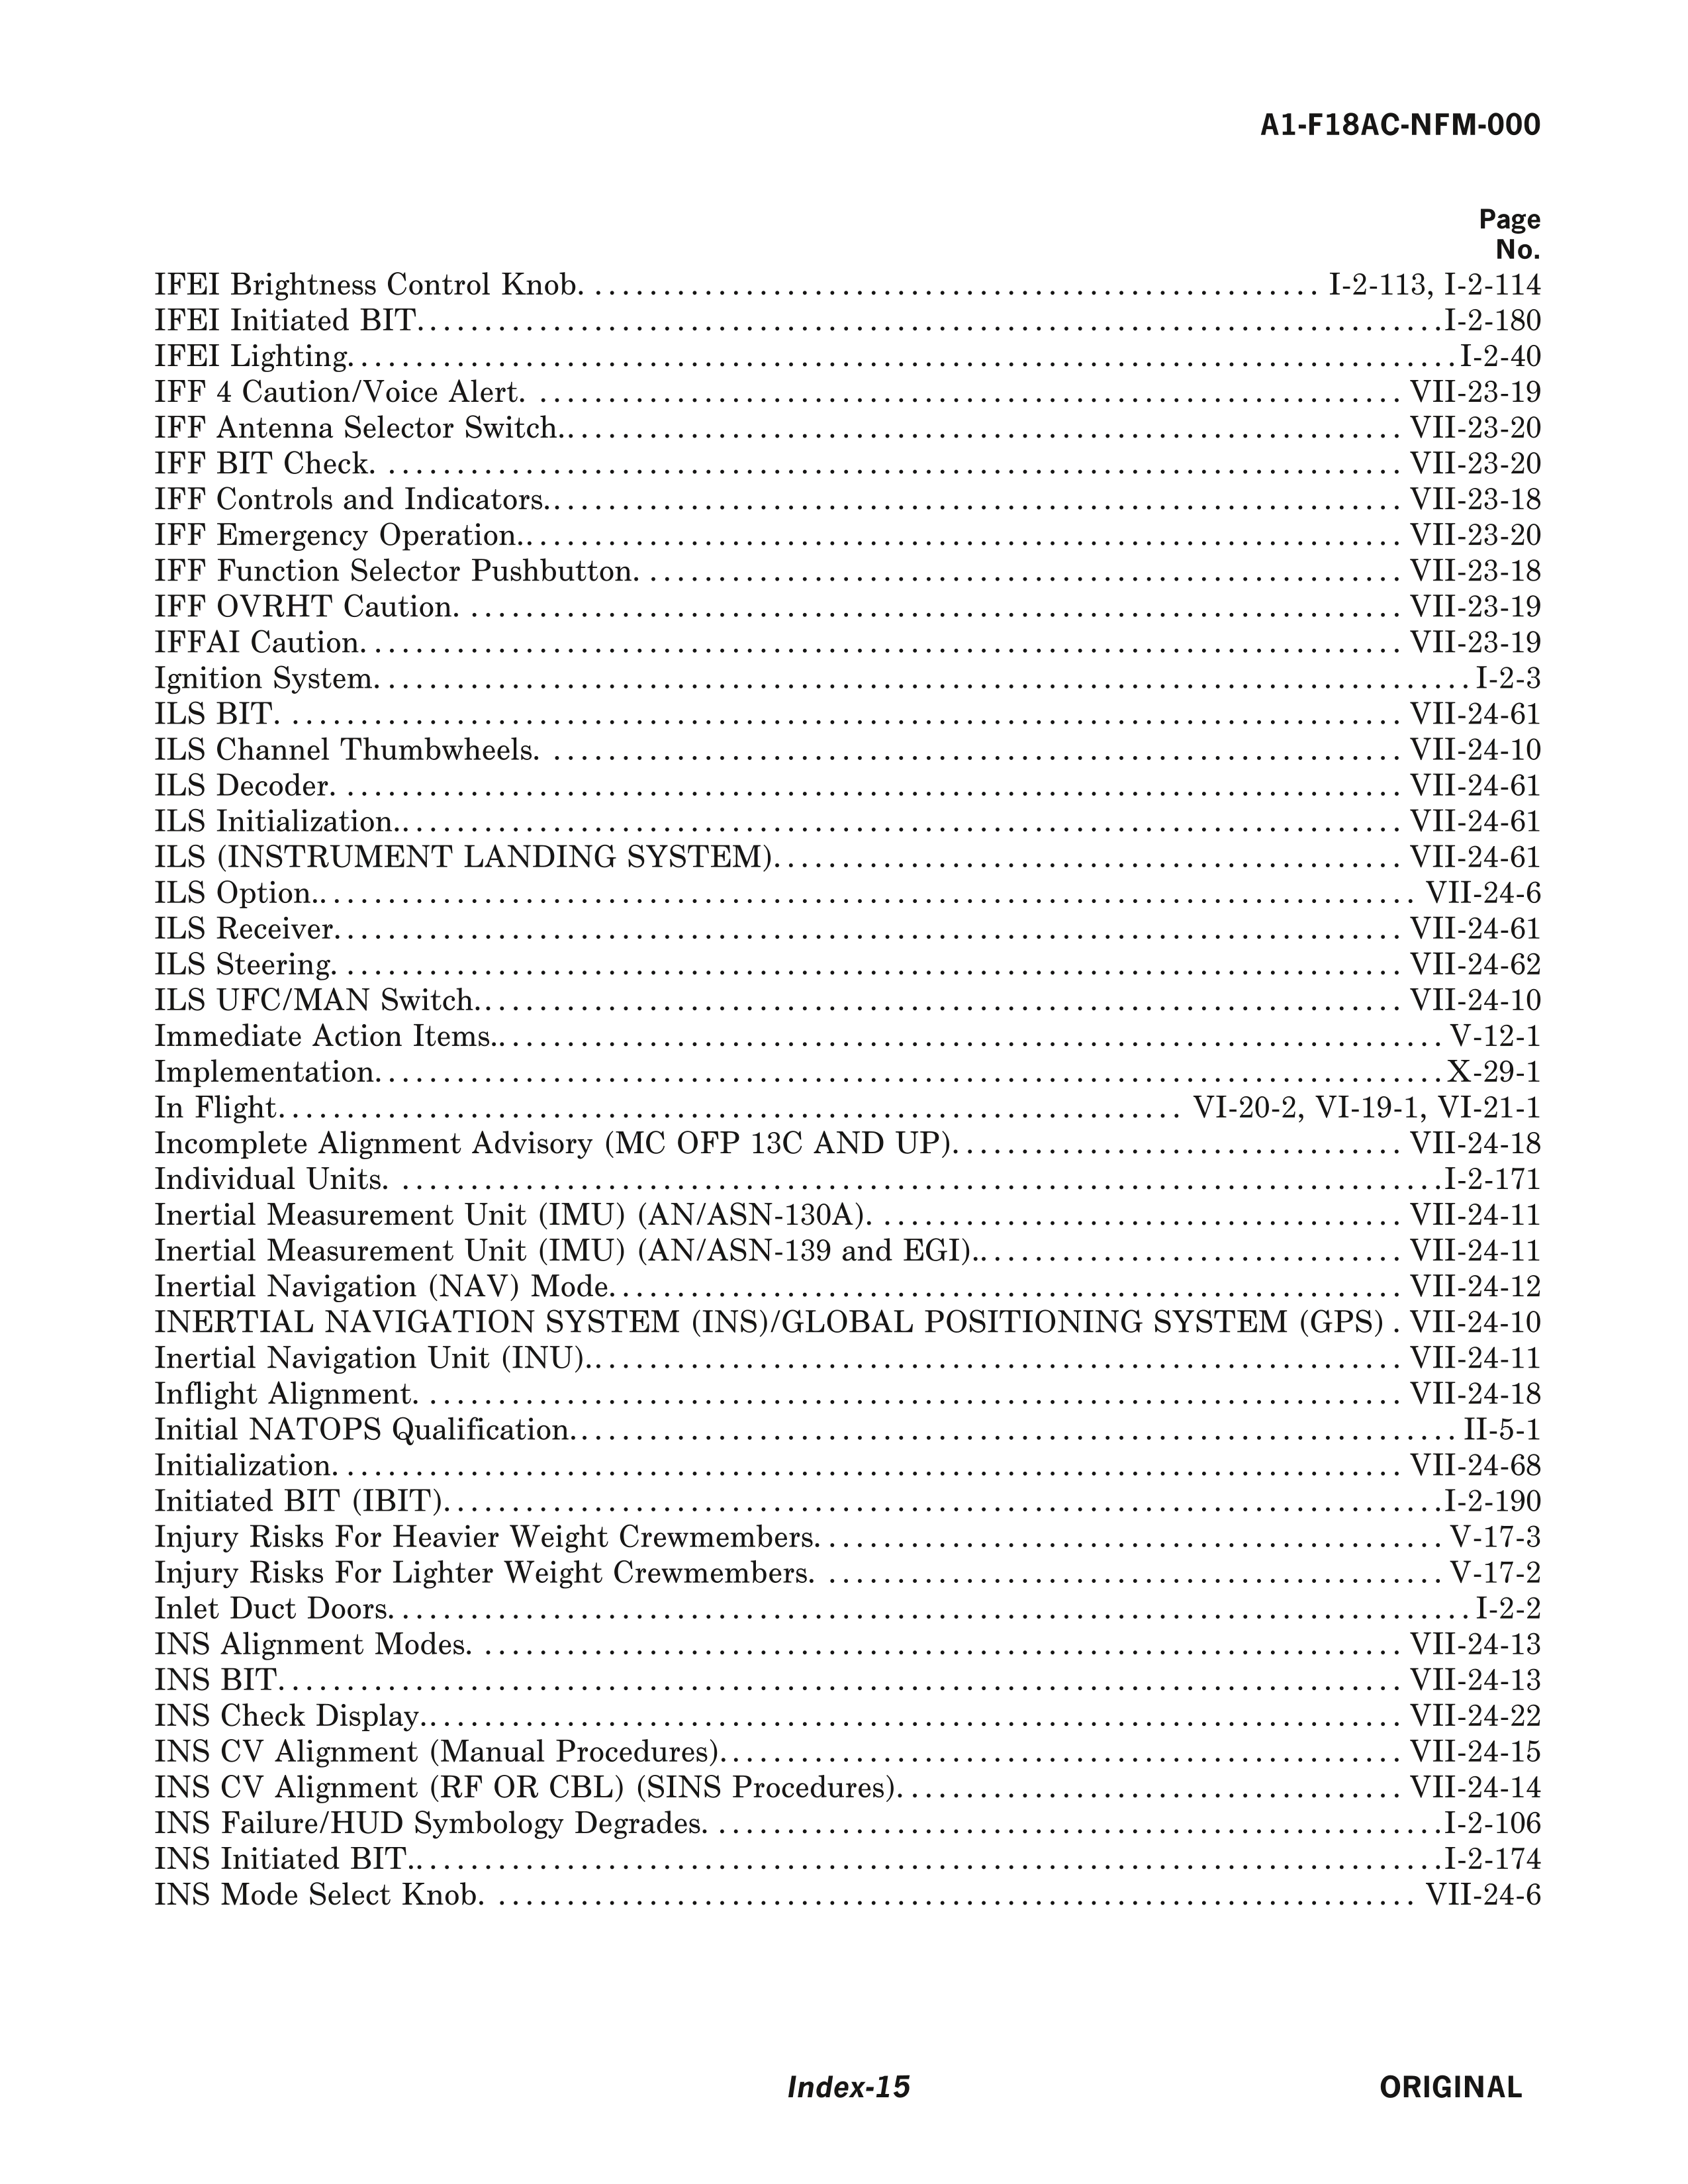 A1-F18AC-NFM-000
Page
No.
IFEI Brightness Control Knob. . . . . . . . . . . . . . . . . . . . I-2-113, I-2-114
IFEI Initiated BIT. . . . . . . . . . . . . . . . . . . . I-2-180
IFEI Lighting. . . . . . . . . . . . . . . . . . . . I-2-40
IFF 4 Caution/Voice Alert. . . . . . . . . . . . . . . . . . . . VII-23-19
IFF Antenna Selector Switch. . . . . . . . . . . . . . . . . . . . VII-23-20
IFF BIT Check. . . . . . . . . . . . . . . . . . . . VII-23-20
IFF Controls and Indicators. . . . . . . . . . . . . . . . . . . . VII-23-18
IFF Emergency Operation. . . . . . . . . . . . . . . . . . . . VII-23-20
IFF Function Selector Pushbutton. . . . . . . . . . . . . . . . . . . . VII-23-18
IFF OVRHT Caution. . . . . . . . . . . . . . . . . . . . VII-23-19
IFFAI Caution. . . . . . . . . . . . . . . . . . . . VII-23-19
Ignition System. . . . . . . . . . . . . . . . . . . . I-2-3
ILS BIT. . . . . . . . . . . . . . . . . . . . VII-24-61
ILS Channel Thumbwheels. . . . . . . . . . . . . . . . . . . . VII-24-10
ILS Decoder. . . . . . . . . . . . . . . . . . . . VII-24-61
ILS Initialization. . . . . . . . . . . . . . . . . . . . VII-24-61
ILS (INSTRUMENT LANDING SYSTEM). . . . . . . . . . . . . . . . . . . . VII-24-61
ILS Option. . . . . . . . . . . . . . . . . . . . VII-24-6
ILS Receiver. . . . . . . . . . . . . . . . . . . . VII-24-61
ILS Steering. . . . . . . . . . . . . . . . . . . . VII-24-62
ILS UFC/MAN Switch. . . . . . . . . . . . . . . . . . . . VII-24-10
Immediate Action Items. . . . . . . . . . . . . . . . . . . . V-12-1
Implementation. . . . . . . . . . . . . . . . . . . . X-29-1
In Flight. . . . . . . . . . . . . . . . . . . . VI-20-2, VI-19-1, VI-21-1
Incomplete Alignment Advisory (MC OFP 13C AND UP). . . . . . . . . . . . . . . . . . . . VII-24-18
Individual Units. . . . . . . . . . . . . . . . . . . . I-2-171
Inertial Measurement Unit (IMU) (AN/ASN-130A). . . . . . . . . . . . . . . . . . . . VII-24-11
Inertial Measurement Unit (IMU) (AN/ASN-139 and EGI). . . . . . . . . . . . . . . . . . . . VII-24-11
Inertial Navigation (NAV) Mode. . . . . . . . . . . . . . . . . . . . VII-24-12
INERTIAL NAVIGATION SYSTEM (INS)/GLOBAL POSITIONING SYSTEM (GPS) . VII-24-10
Inertial Navigation Unit (INU). . . . . . . . . . . . . . . . . . . . VII-24-11
Inflight Alignment. . . . . . . . . . . . . . . . . . . . VII-24-18
Initial NATOPS Qualification. . . . . . . . . . . . . . . . . . . . II-5-1
Initialization. . . . . . . . . . . . . . . . . . . . VII-24-68
Initiated BIT (IBIT). . . . . . . . . . . . . . . . . . . . I-2-190
Injury Risks For Heavier Weight Crewmembers. . . . . . . . . . . . . . . . . . . . V-17-3
Injury Risks For Lighter Weight Crewmembers. . . . . . . . . . . . . . . . . . . . V-17-2
Inlet Duct Doors. . . . . . . . . . . . . . . . . . . . I-2-2
INS Alignment Modes. . . . . . . . . . . . . . . . . . . . VII-24-13
INS BIT. . . . . . . . . . . . . . . . . . . . VII-24-13
INS Check Display. . . . . . . . . . . . . . . . . . . . VII-24-22
INS CV Alignment (Manual Procedures). . . . . . . . . . . . . . . . . . . . VII-24-15
INS CV Alignment (RF OR CBL) (SINS Procedures). . . . . . . . . . . . . . . . . . . . VII-24-14
INS Failure/HUD Symbology Degrades. . . . . . . . . . . . . . . . . . . . I-2-106
INS Initiated BIT. . . . . . . . . . . . . . . . . . . . I-2-174
INS Mode Select Knob. . . . . . . . . . . . . . . . . . . . VII-24-6
Index-15
ORIGINAL